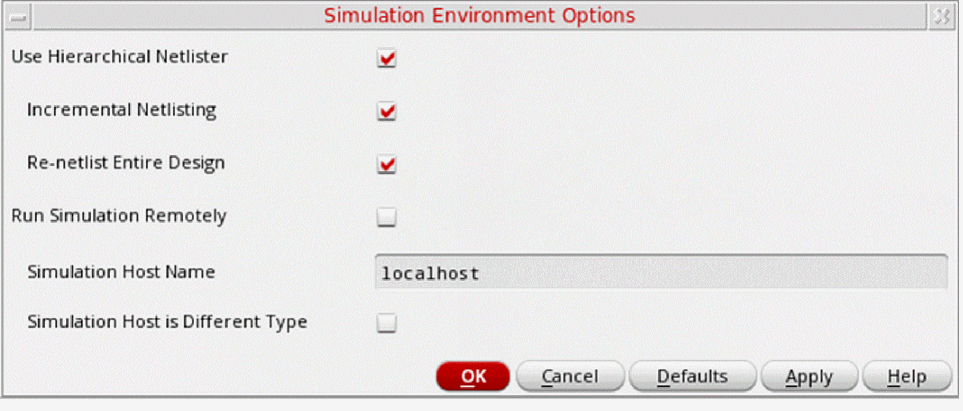 Simulation Environment Options
Use Hierarchical Netlister
Incremental Netlisting
Re-netlist Entire Design
Run Simulation Remotely
Simulation Host Name localhost
Simulation Host is Different Type
OK Cancel Defaults Apply Help